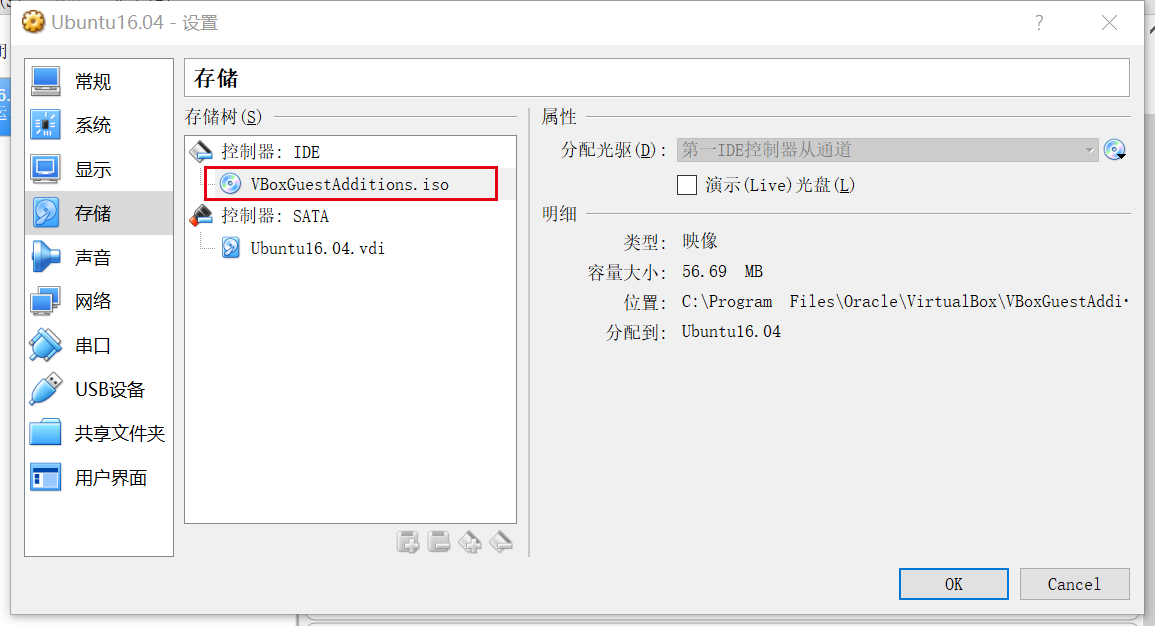 Ubuntu16.04 - 设置
常规
系统
显示
存储
声音
网络
串口
USB设备
共享文件夹
用户界面
存储
存储树(S)
控制器: IDE
VBoxGuestAdditions.iso
控制器: SATA
Ubuntu16.04.vdi
属性
分配光驱(D): 第一IDE控制器从通道
演示(Live)光盘(L)
明细
类型: 映像
容量大小: 56.69 MB
位置: C:\Program Files\Oracle\VirtualBox\VBoxGuestAddi
分配到: Ubuntu16.04
OK Cancel